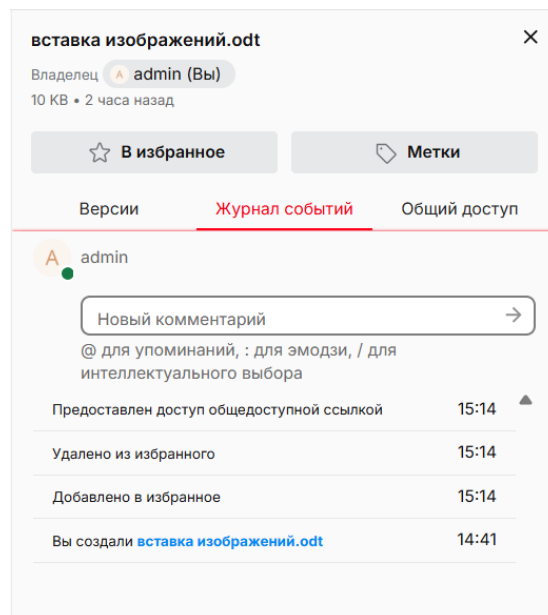 вставка изображений.odt
Владелец A admin (Вы)
10 KB • 2 часа назад
В избранное
Метки
Версии
Журнал событий
Общий доступ
A admin
Новый комментарий
@ для упоминаний, : для эмодзи, / для
интеллектуального выбора
Предоставлен доступ общедоступной ссылкой 15:14
Удалено из избранного 15:14
Добавлено в избранное 15:14
Вы создали вставка изображений.odt 14:41